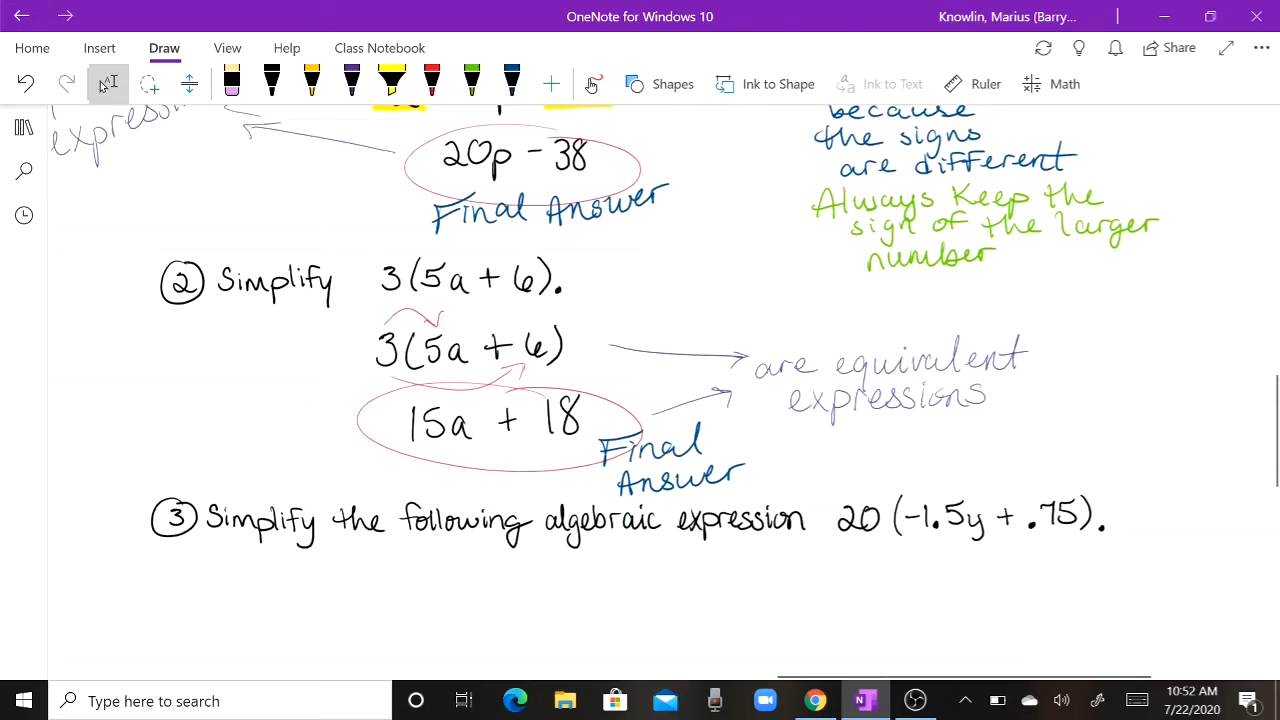 OneNote for Windows 10
Knowlin, Marius (Barry...
Home Insert Draw View Help Class Notebook
Share
Shapes Ink to Shape Ink to Text Ruler Math
expression
20p - 38
Final Answer
because
the signs
are different
Always Keep the
sign of the larger
number
② Simplify 3(5a + 6).
3(5a + 6)
15a + 18
Final
Answer
are equivalent
expressions
③ Simplify the following algebraic expression 20(-1.5y + .75).
Type here to search
10:52 AM
7/22/2020
1